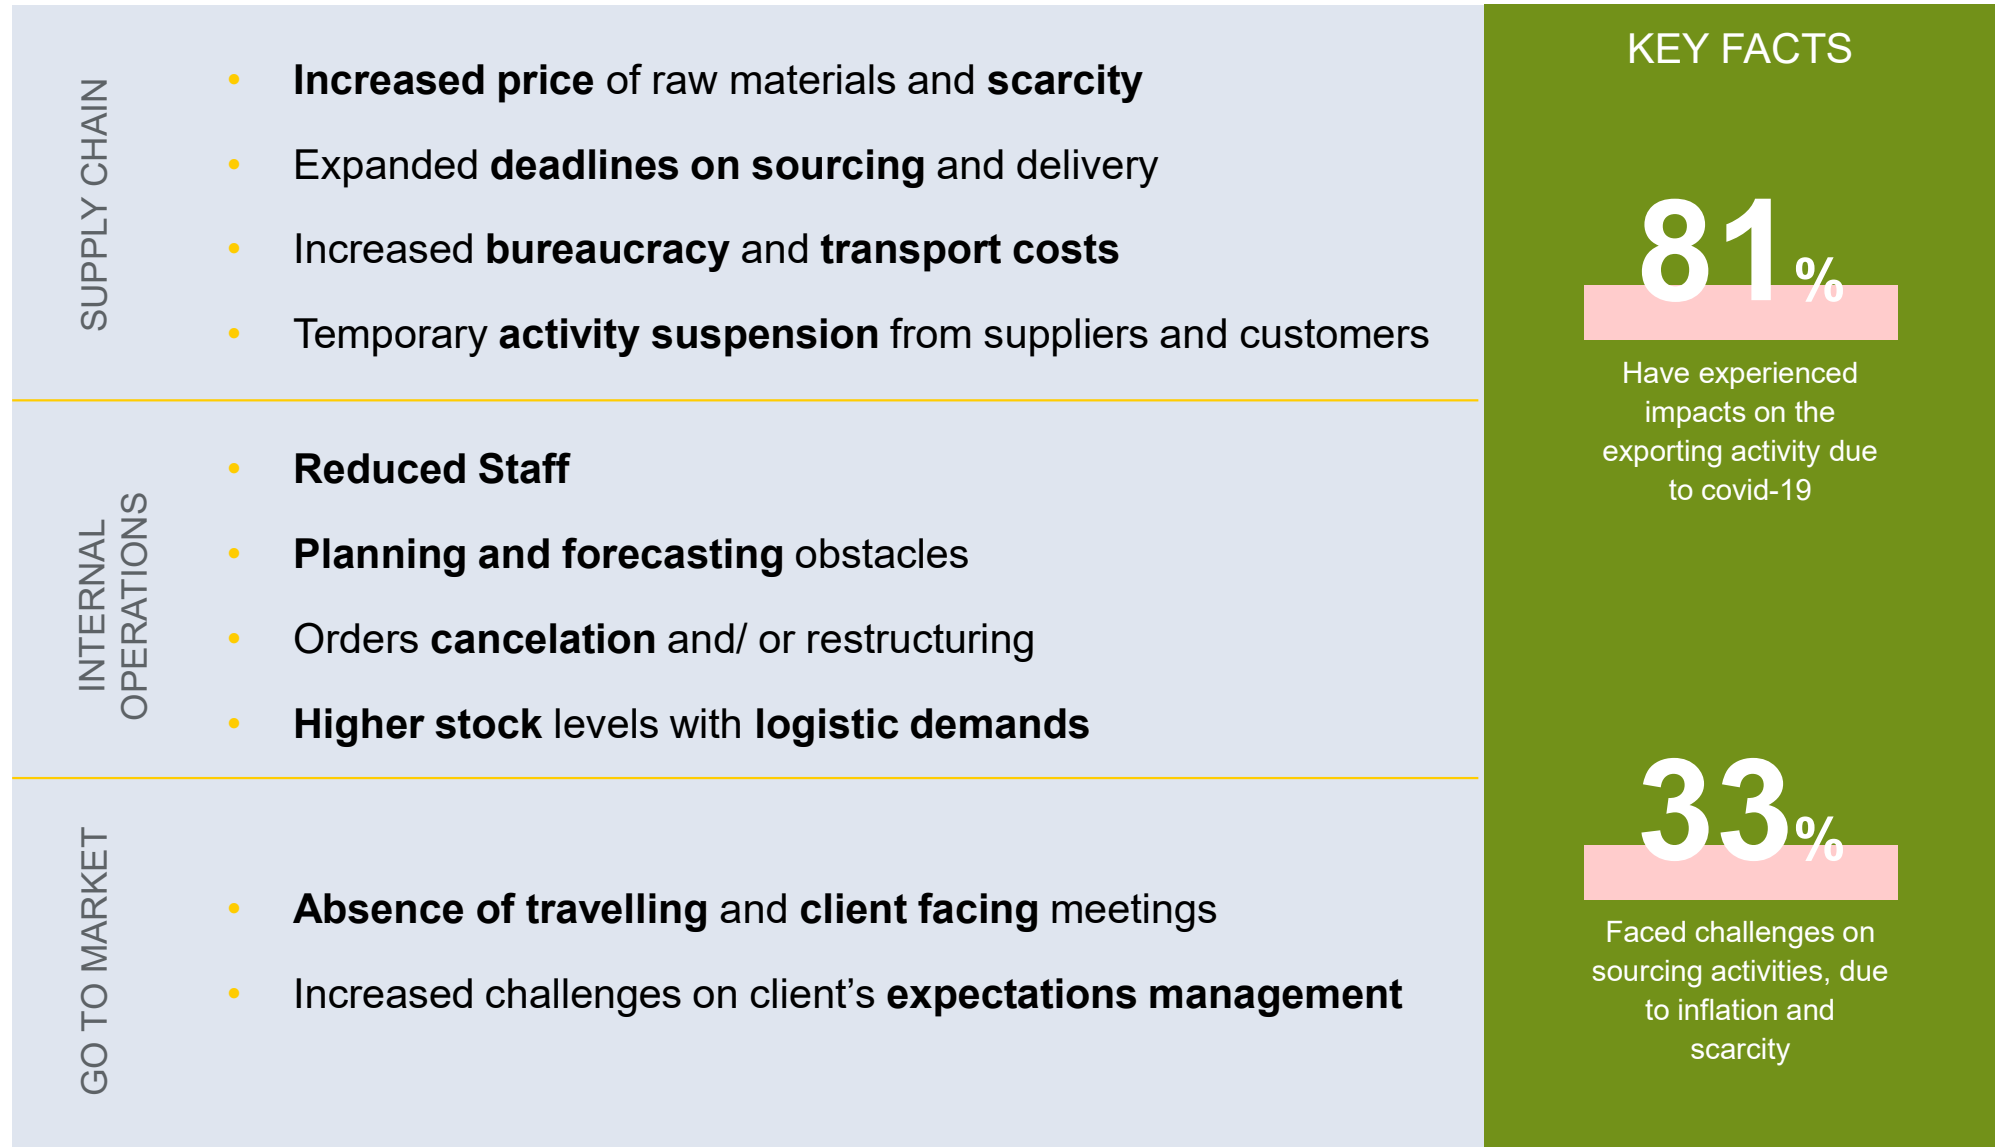 SUPPLY CHAIN
• Increased price of raw materials and scarcity
• Expanded deadlines on sourcing and delivery
• Increased bureaucracy and transport costs
• Temporary activity suspension from suppliers and customers
INTERNAL
OPERATIONS
• Reduced Staff
• Planning and forecasting obstacles
• Orders cancelation and/ or restructuring
• Higher stock levels with logistic demands
GO TO MARKET
• Absence of travelling and client facing meetings
• Increased challenges on client’s expectations management
KEY FACTS
81%
Have experienced
impacts on the
exporting activity due
to covid-19
33%
Faced challenges on
sourcing activities, due
to inflation and
scarcity